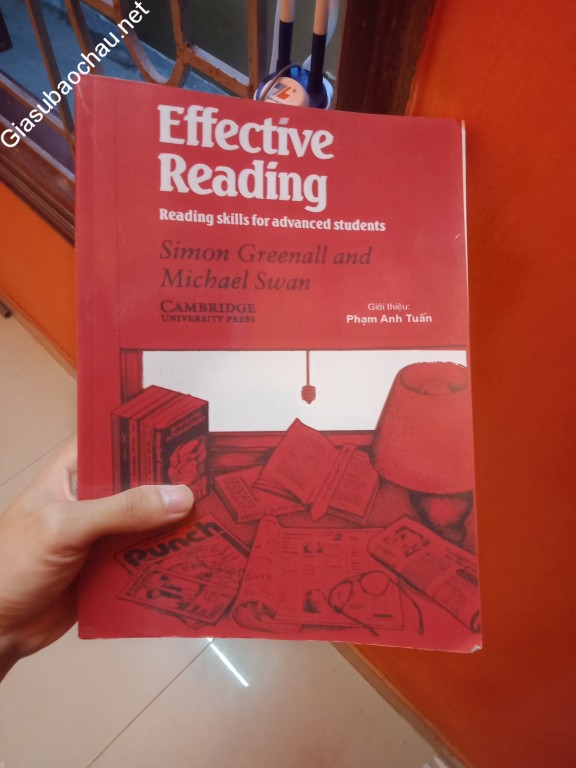 Giasubaochau.net
Effective
Reading
Reading skills for advanced students
Simon Greenall and
Michael Swan
CAMBRIDGE
UNIVERSITY PRESS
Giới thiệu:
Phạm Anh Tuấn
Punch